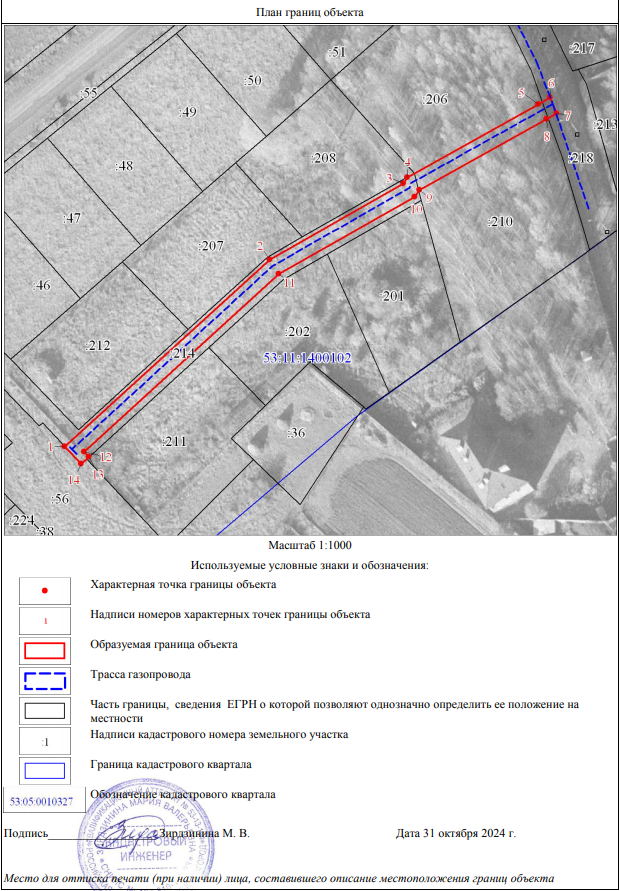 План границ объекта
:217
:51
:50
:55
:206
6
5
7
:49
8
:213
:218
:208
:48
4
3
9
10
:47
:210
:207
2
11
:46
:201
:202
:212
:214
53:11:1400102
:36
:211
1
12
13
14
:56
:224
:38
Масштаб 1:1000
Используемые условные знаки и обозначения:
Характерная точка границы объекта
1 Надписи номеров характерных точек границы объекта
Образуемая граница объекта
Трасса газопровода
Часть границы, сведения ЕГРН о которой позволяют однозначно определить ее положение на
местности
:1 Надписи кадастрового номера земельного участка
Граница кадастрового квартала
53:05:0010327 Обозначение кадастрового квартала
Подпись Зирдзинина М. В. Дата 31 октября 2024 г.
КАДАСТРОВЫЙ
ИНЖЕНЕР
Место для оттиска печати (при наличии) лица, составившего описание местоположения границ объекта